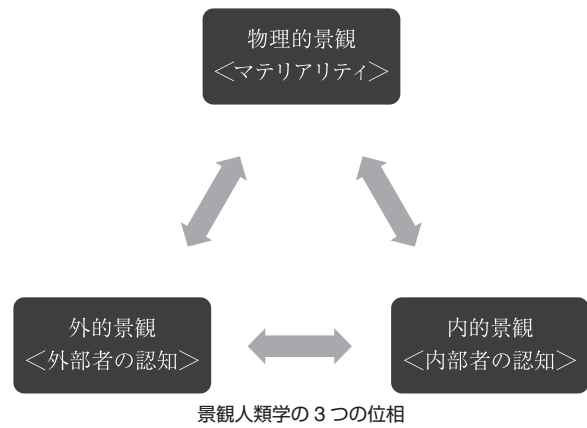 物理的景観
＜マテリアリティ＞
外的景観
＜外部者の認知＞
内的景観
＜内部者の認知＞
景観人類学の3つの位相